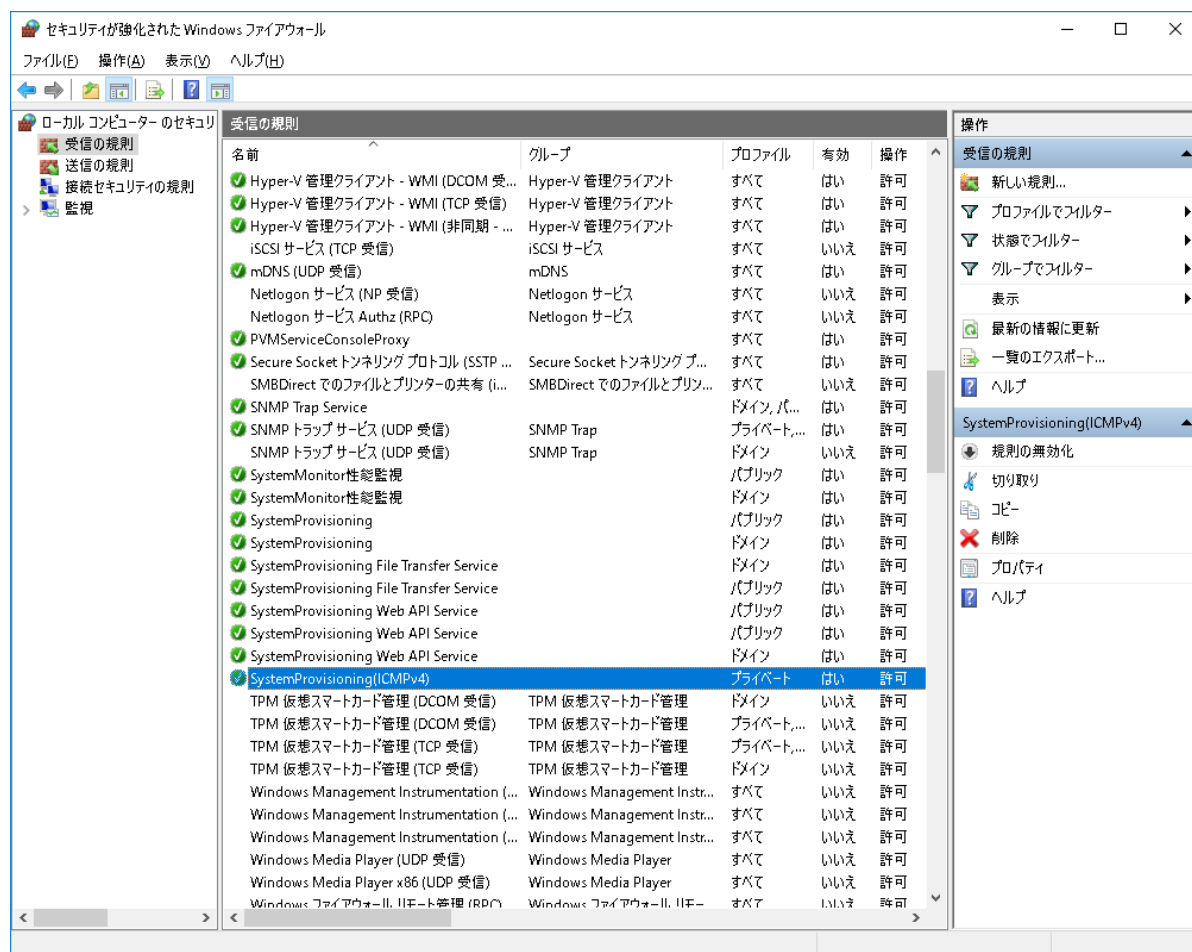 セキュリティが強化された Windows ファイアウォール
ファイル(F) 操作(A) 表示(V) ヘルプ(H)
ローカル コンピューター のセキュリ
受信の規則
送信の規則
接続セキュリティの規則
監視
受信の規則
名前 グループ プロファイル 有効 操作
Hyper-V 管理クライアント - WMI (DCOM 受... Hyper-V 管理クライアント すべて はい 許可
Hyper-V 管理クライアント - WMI (TCP 受信) Hyper-V 管理クライアント すべて はい 許可
Hyper-V 管理クライアント - WMI (非同期 - ... Hyper-V 管理クライアント すべて はい 許可
iSCSI サービス (TCP 受信) iSCSI サービス すべて いいえ 許可
mDNS (UDP 受信) mDNS すべて はい 許可
Netlogon サービス (NP 受信) Netlogon サービス すべて いいえ 許可
Netlogon サービス Authz (RPC) Netlogon サービス すべて いいえ 許可
PVMServiceConsoleProxy すべて はい 許可
Secure Socket トンネリング プロトコル (SSTP ... Secure Socket トンネリング プ... すべて はい 許可
SMBDirect でのファイルとプリンターの共有 (i... SMBDirect でのファイルとプリン... すべて いいえ 許可
SNMP Trap Service ドメイン, パ... はい 許可
SNMP トラップ サービス (UDP 受信) SNMP Trap プライベート,... はい 許可
SNMP トラップ サービス (UDP 受信) SNMP Trap ドメイン いいえ 許可
SystemMonitor性能監視 パブリック はい 許可
SystemMonitor性能監視 ドメイン はい 許可
SystemProvisioning パブリック はい 許可
SystemProvisioning ドメイン はい 許可
SystemProvisioning File Transfer Service ドメイン はい 許可
SystemProvisioning File Transfer Service パブリック はい 許可
SystemProvisioning Web API Service パブリック はい 許可
SystemProvisioning Web API Service パブリック はい 許可
SystemProvisioning Web API Service ドメイン はい 許可
SystemProvisioning(ICMPv4) プライベート はい 許可
TPM 仮想スマートカード管理 (DCOM 受信) TPM 仮想スマートカード管理 ドメイン いいえ 許可
TPM 仮想スマートカード管理 (DCOM 受信) TPM 仮想スマートカード管理 プライベート,... いいえ 許可
TPM 仮想スマートカード管理 (TCP 受信) TPM 仮想スマートカード管理 プライベート,... いいえ 許可
TPM 仮想スマートカード管理 (TCP 受信) TPM 仮想スマートカード管理 ドメイン いいえ 許可
Windows Management Instrumentation (... Windows Management Instr... すべて いいえ 許可
Windows Management Instrumentation (... Windows Management Instr... すべて いいえ 許可
Windows Management Instrumentation (... Windows Management Instr... すべて いいえ 許可
Windows Media Player (UDP 受信) Windows Media Player すべて いいえ 許可
Windows Media Player x86 (UDP 受信) Windows Media Player すべて いいえ 許可
Windows ファイアウォール リモート管理 (RPC) Windows ファイアウォール リモー すべて いいえ 許可
操作
受信の規則
新しい規則...
プロファイルでフィルター
状態でフィルター
グループでフィルター
表示
最新の情報に更新
一覧のエクスポート...
ヘルプ
SystemProvisioning(ICMPv4)
規則の無効化
切り取り
コピー
削除
プロパティ
ヘルプ